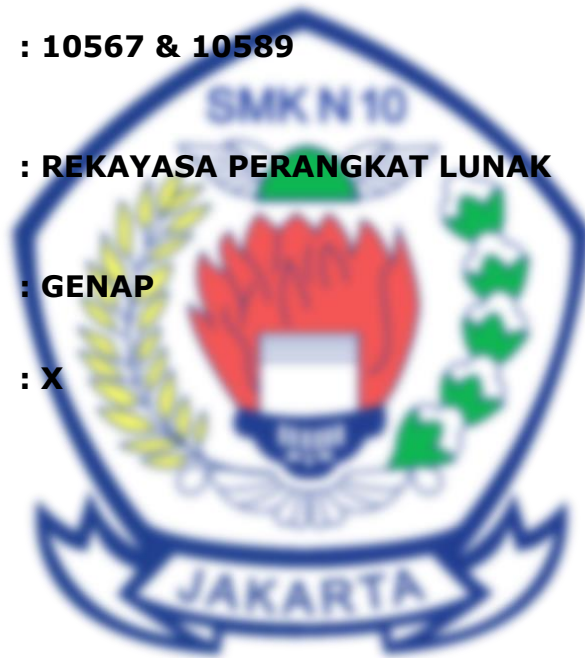 : 10567 & 10589
SMK N 10
: REKAYASA PERANGKAT LUNAK
: GENAP
: X
JAKARTA